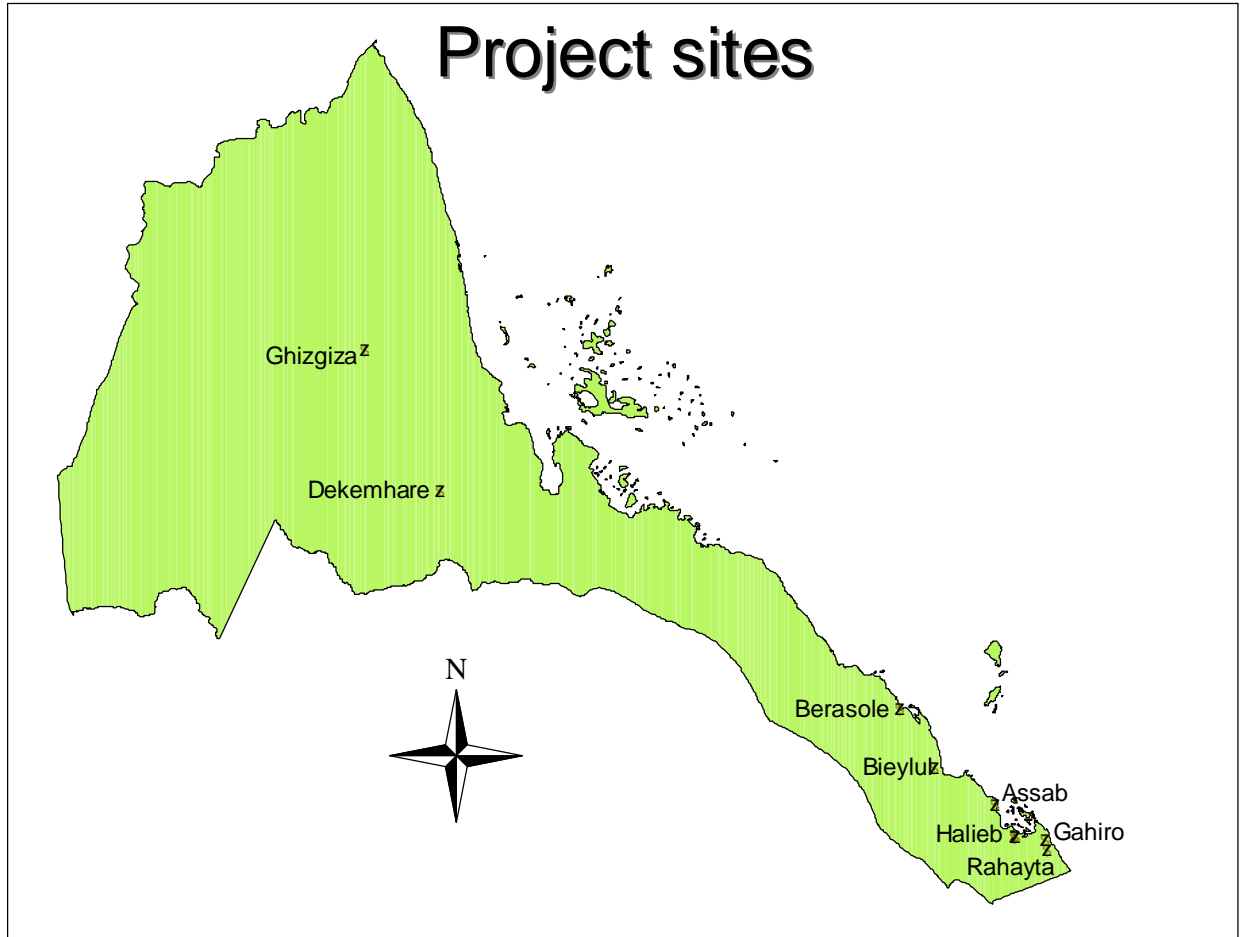 Project sites
Ghizgiza z
Dekemhare z
N
Berasole z
Bieylul z
Assab
z
Halieb z
z Gahiro
z
Rahayta